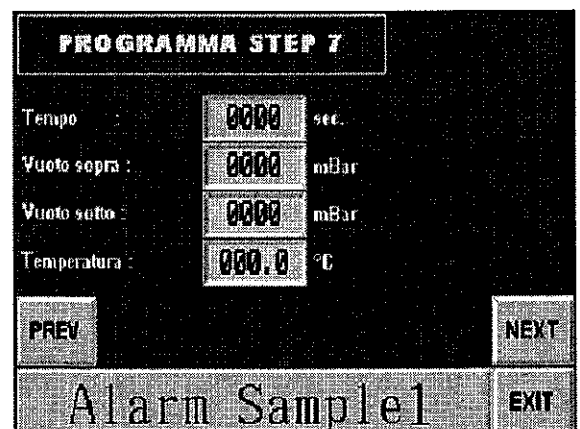 PROGRAMMA STEP 7
Tempo : 0000 sec.
Vuoto sopra : 0000 mBar
Vuoto sotto : 0000 mBar
Temperatura : 000.0 °C
PREV NEXT
Alarm Sample1 EXIT